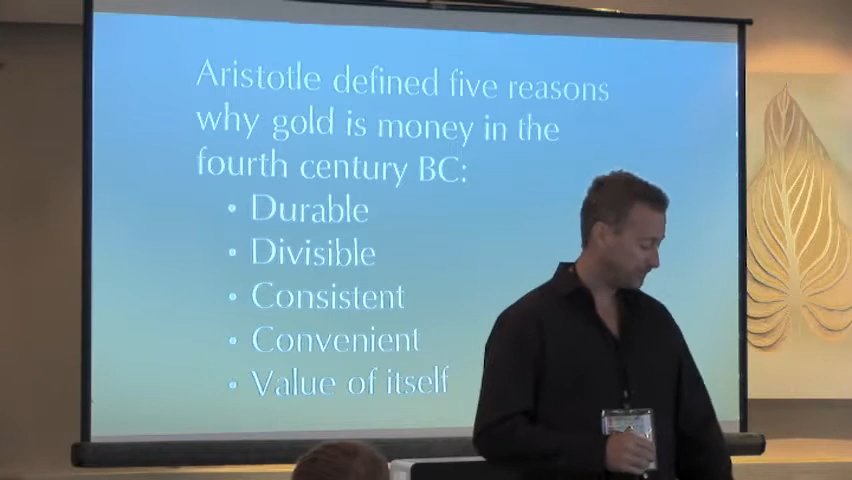 Aristotle defined five reasons
why gold is money in the
fourth century BC:
• Durable
• Divisible
• Consistent
• Convenient
• Value of itself